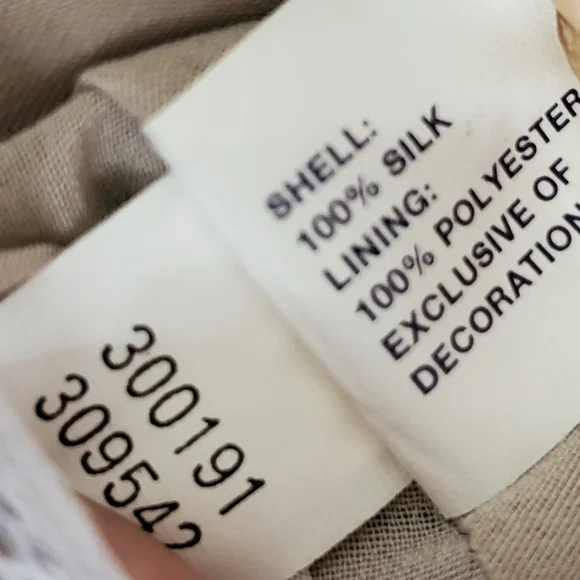 SHELL:
100% SILK
LINING:
100% POLYESTER
EXCLUSIVE OF
DECORATION
300191
309542